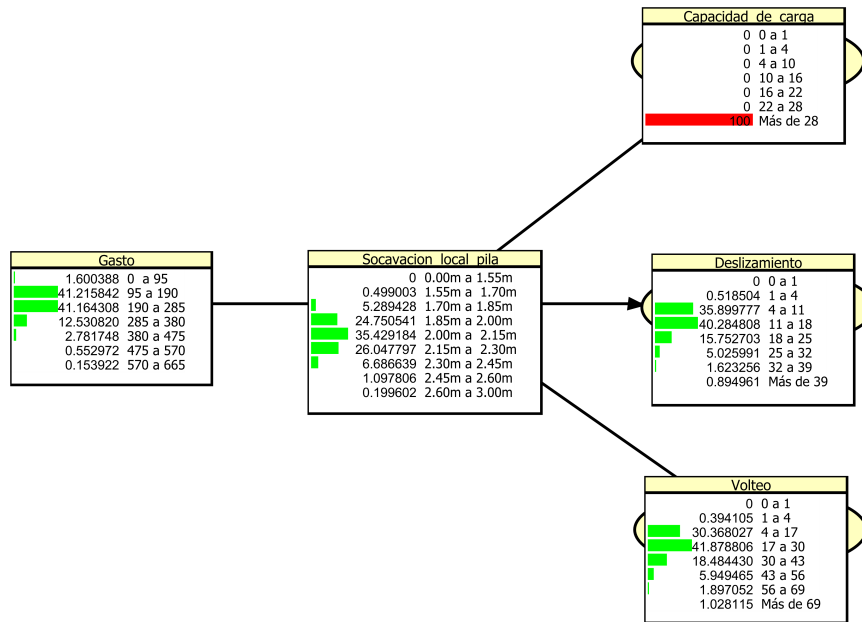 Capacidad de carga
0 0 a 1
0 1 a 4
0 4 a 10
0 10 a 16
0 16 a 22
0 22 a 28
100 Más de 28
Gasto
1.600388 0 a 95
41.215842 95 a 190
41.164308 190 a 285
12.530820 285 a 380
2.781748 380 a 475
0.552972 475 a 570
0.153922 570 a 665
Socavacion local pila
0 0.00m a 1.55m
0.499003 1.55m a 1.70m
5.289428 1.70m a 1.85m
24.750541 1.85m a 2.00m
35.429184 2.00m a 2.15m
26.047797 2.15m a 2.30m
6.686639 2.30m a 2.45m
1.097806 2.45m a 2.60m
0.199602 2.60m a 3.00m
Deslizamiento
0 0 a 1
0.518504 1 a 4
35.899777 4 a 11
40.284808 11 a 18
15.752703 18 a 25
5.025991 25 a 32
1.623256 32 a 39
0.894961 Más de 39
Volteo
0 0 a 1
0.394105 1 a 4
30.368027 4 a 17
41.878806 17 a 30
18.484430 30 a 43
5.949465 43 a 56
1.897052 56 a 69
1.028115 Más de 69